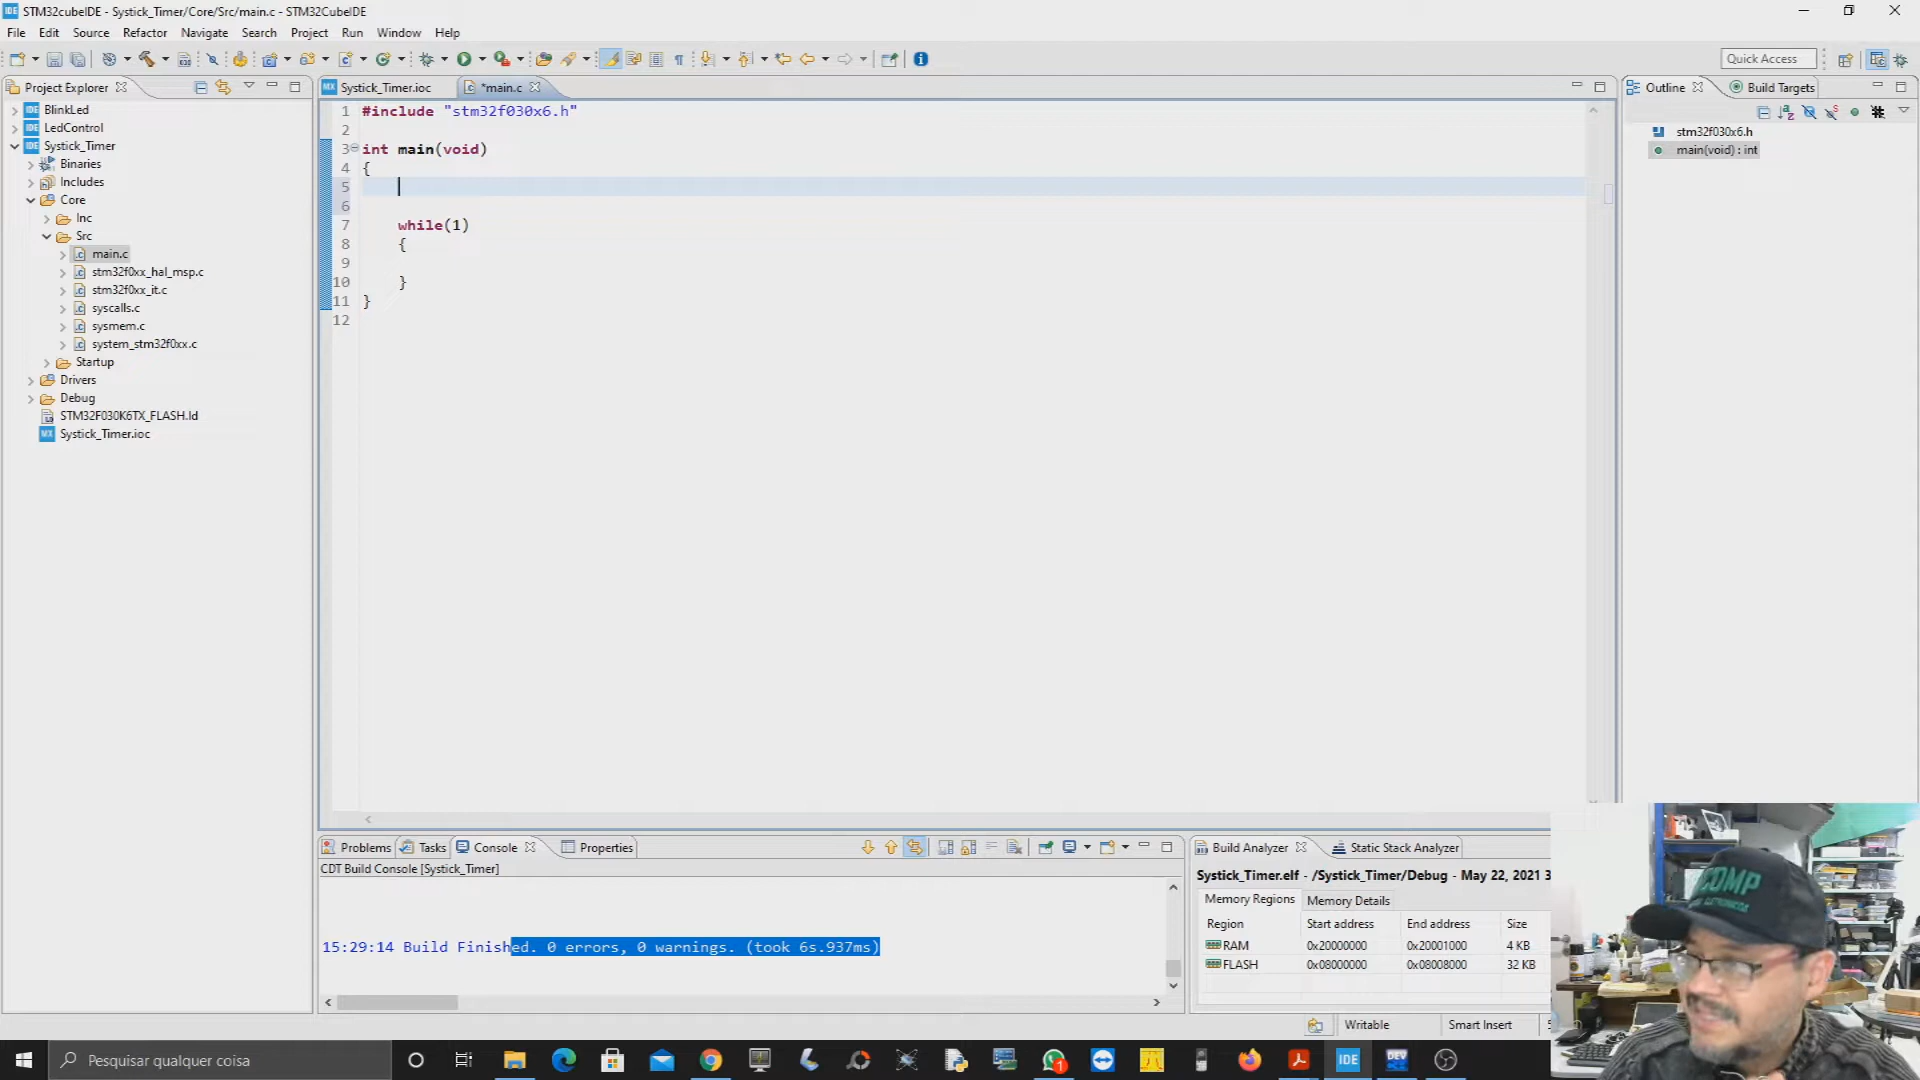 STM32CubeIDE - Systick_Timer/Core/Src/main.c - STM32CubeIDE
File Edit Source Refactor Navigate Search Project Run Window Help
Quick Access
Project Explorer
BlinkLed
LedControl
Systick_Timer
Binaries
Includes
Core
Inc
Src
main.c
stm32f0xx_hal_msp.c
stm32f0xx_it.c
syscalls.c
sysmem.c
system_stm32f0xx.c
Startup
Drivers
Debug
STM32F030K6TX_FLASH.ld
Systick_Timer.ioc
Systick_Timer.ioc *main.c
1 #include "stm32f030x6.h"
2
3 int main(void)
4 {
5
6
7 while(1)
8 {
9
10 }
11 }
12
Outline Build Targets
stm32f030x6.h
main(void) : int
Problems Tasks Console Properties
CDT Build Console [Systick_Timer]
15:29:14 Build Finished. 0 errors, 0 warnings. (took 6s.937ms)
Build Analyzer Static Stack Analyzer
Systick_Timer.elf - /Systick_Timer/Debug - May 22, 2021 3
Memory Regions Memory Details
Region Start address End address Size
RAM 0x20000000 0x20001000 4 KB
FLASH 0x08000000 0x08008000 32 KB
Writable Smart Insert
Pesquisar qualquer coisa
IDE
DEV